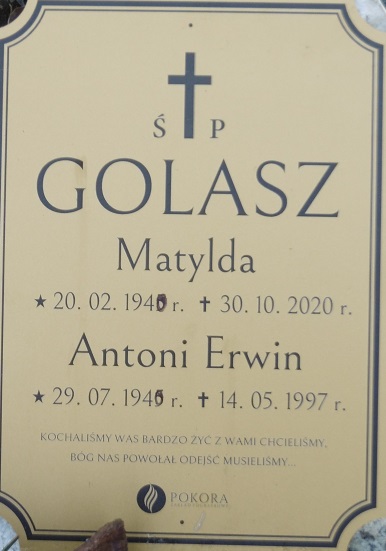 Ś P
GOLASZ
Matylda
★ 20. 02. r. ✝ 30. 10. 2020 r.
Antoni Erwin
★ 29. 07. r. ✝ 14. 05. 1997 r.
KOCHALIŚMY WAS BARDZO ŻYĆ Z WAMI CHCIELIŚMY,
BÓG NAS POWOŁAŁ ODEJŚĆ MUSIELIŚMY...
POKORA